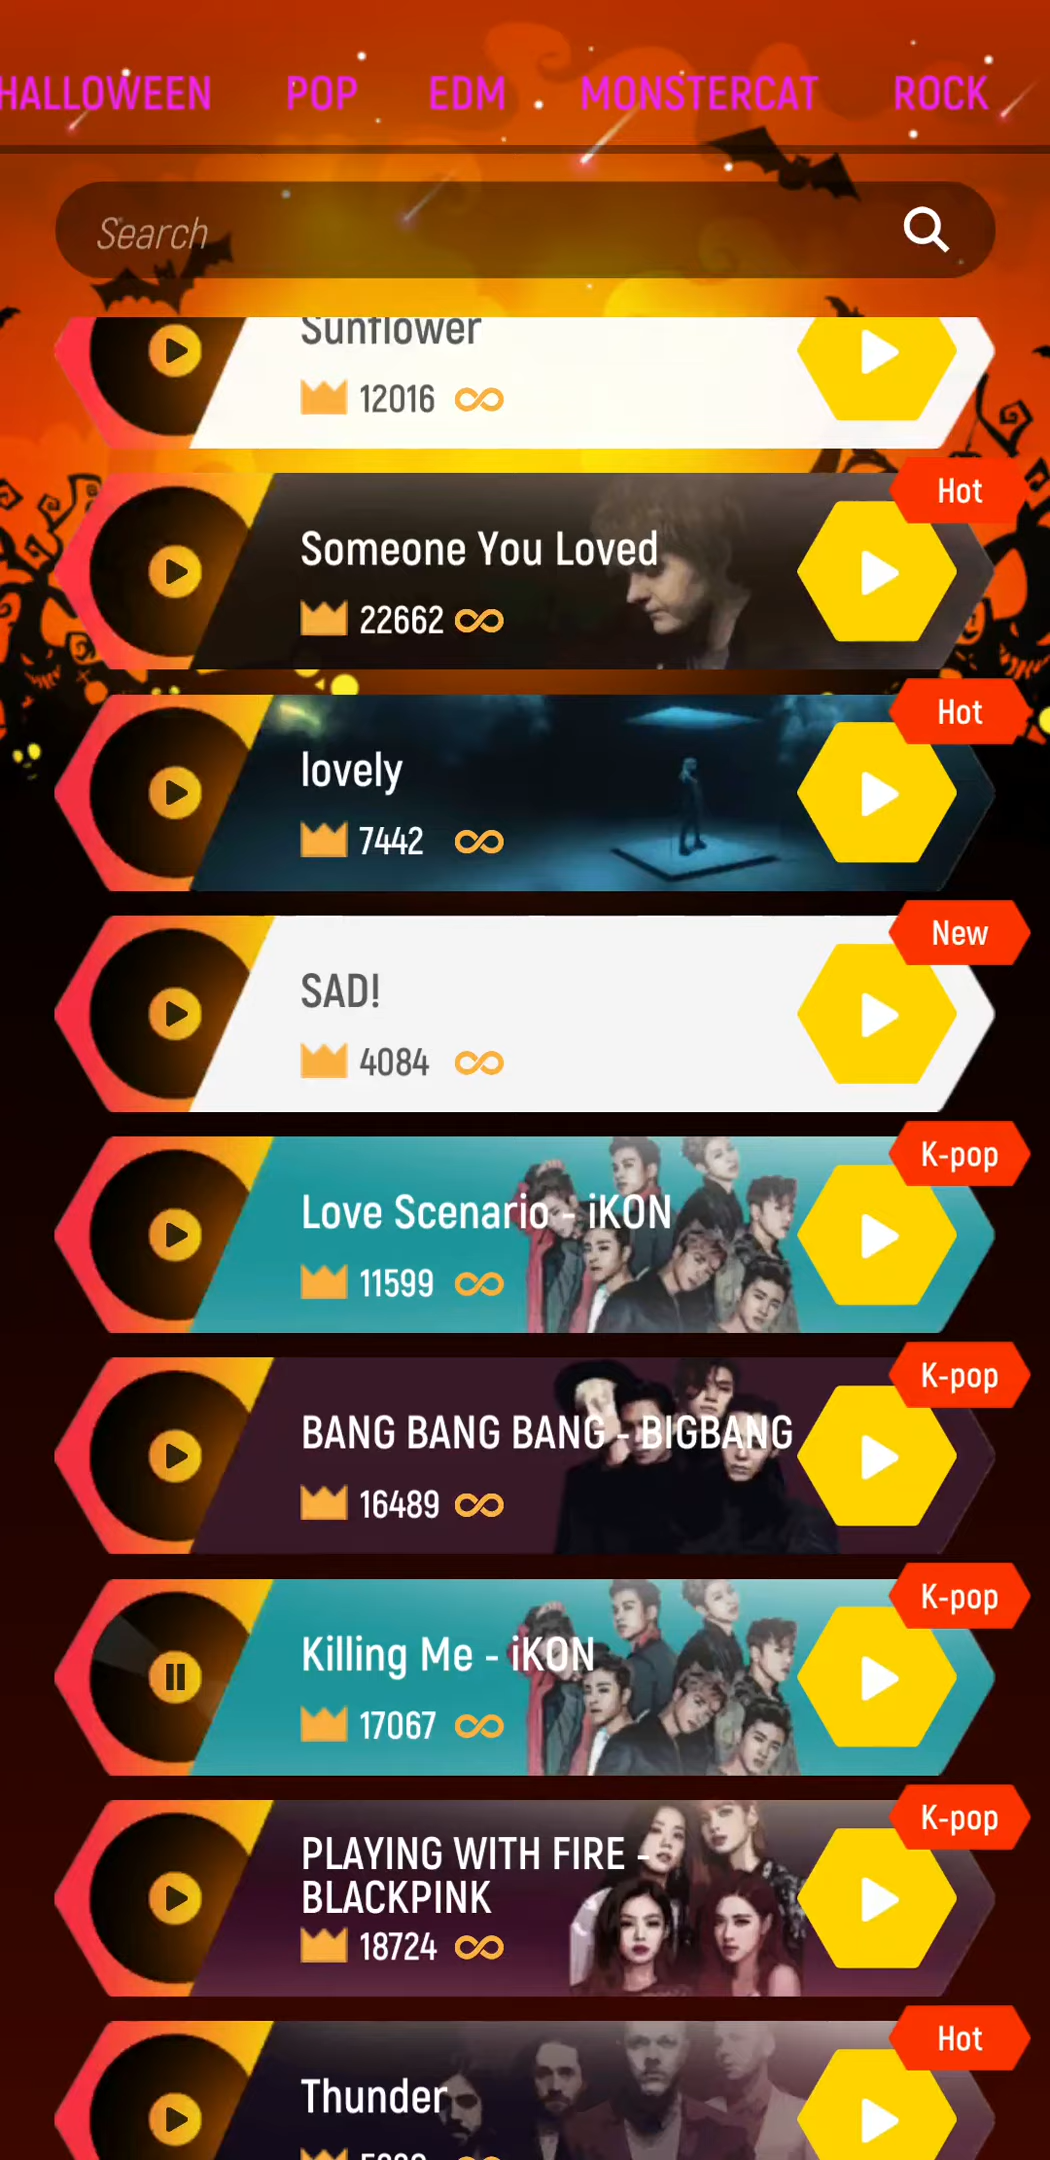 HALLOWEEN POP EDM MONSTERCAT ROCK
Search
Sunflower
12016
Hot
Someone You Loved
22662
Hot
lovely
7442
New
SAD!
4084
K-pop
Love Scenario - iKON
11599
K-pop
BANG BANG BANG - BIGBANG
16489
K-pop
Killing Me - iKON
17067
K-pop
PLAYING WITH FIRE -
BLACKPINK
18724
Hot
Thunder